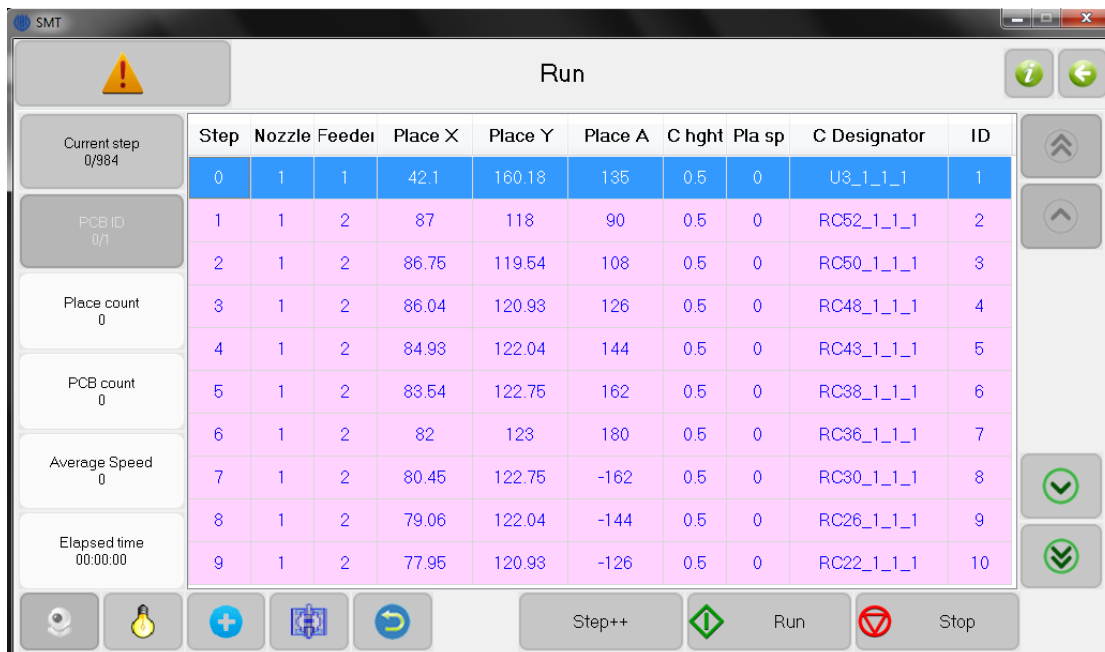 SMT
Run
Current step
0/984
PCB ID
0/1
Place count
0
PCB count
0
Average Speed
0
Elapsed time
00:00:00
Step Nozzle Feeder Place X Place Y Place A C hght Pla sp C Designator ID
0 1 1 42.1 160.18 135 0.5 0 U3_1_1_1 1
1 1 2 87 118 90 0.5 0 RC52_1_1_1 2
2 1 2 86.75 119.54 108 0.5 0 RC50_1_1_1 3
3 1 2 86.04 120.93 126 0.5 0 RC48_1_1_1 4
4 1 2 84.93 122.04 144 0.5 0 RC43_1_1_1 5
5 1 2 83.54 122.75 162 0.5 0 RC38_1_1_1 6
6 1 2 82 123 180 0.5 0 RC36_1_1_1 7
7 1 2 80.45 122.75 -162 0.5 0 RC30_1_1_1 8
8 1 2 79.06 122.04 -144 0.5 0 RC26_1_1_1 9
9 1 2 77.95 120.93 -126 0.5 0 RC22_1_1_1 10
Step++ Run Stop